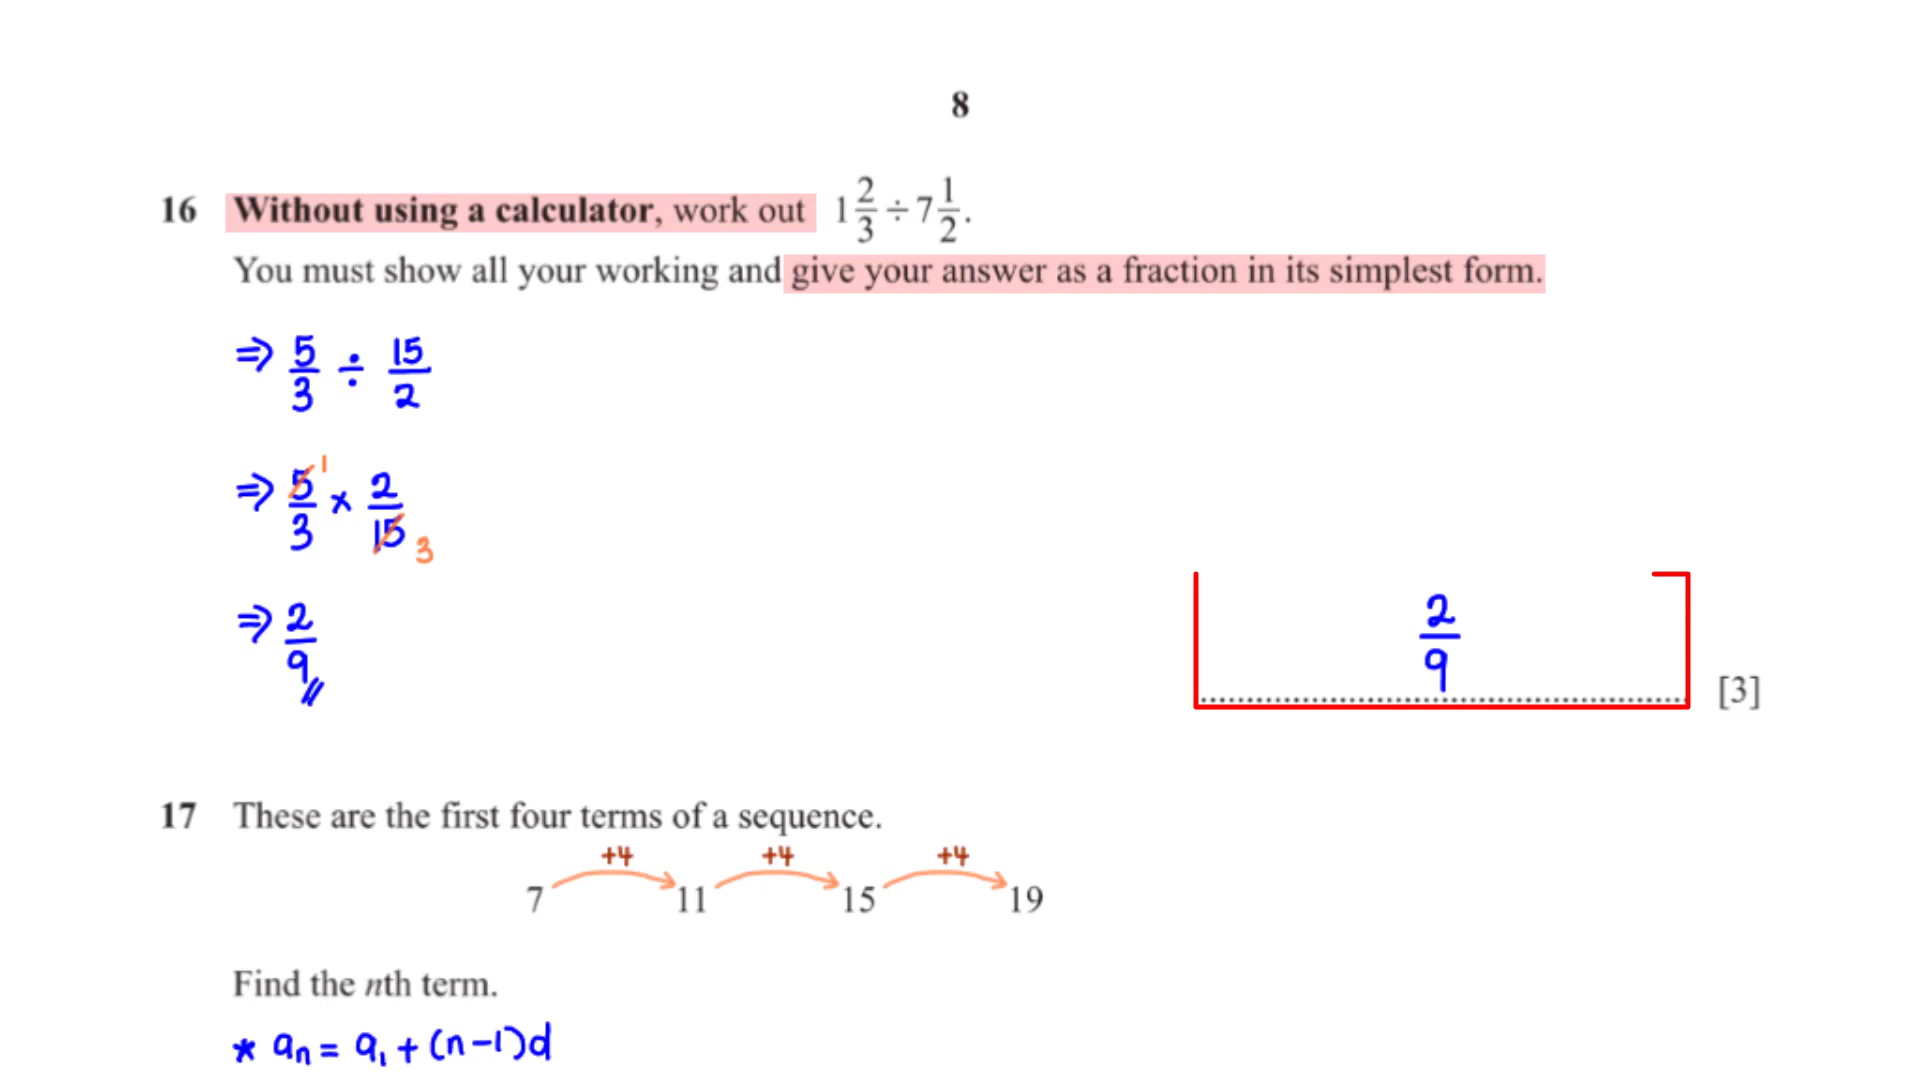 8
16 Without using a calculator, work out 1 2/3 ÷ 7 1/2.
You must show all your working and give your answer as a fraction in its simplest form.
⇒ 5/3 ÷ 15/2
⇒ 5/3 × 2/15 1 3
⇒ 2/9
2/9
[3]
17 These are the first four terms of a sequence.
+4 +4 +4
7 11 15 19
Find the nth term.
* aₙ = a₁ + (n-1)d